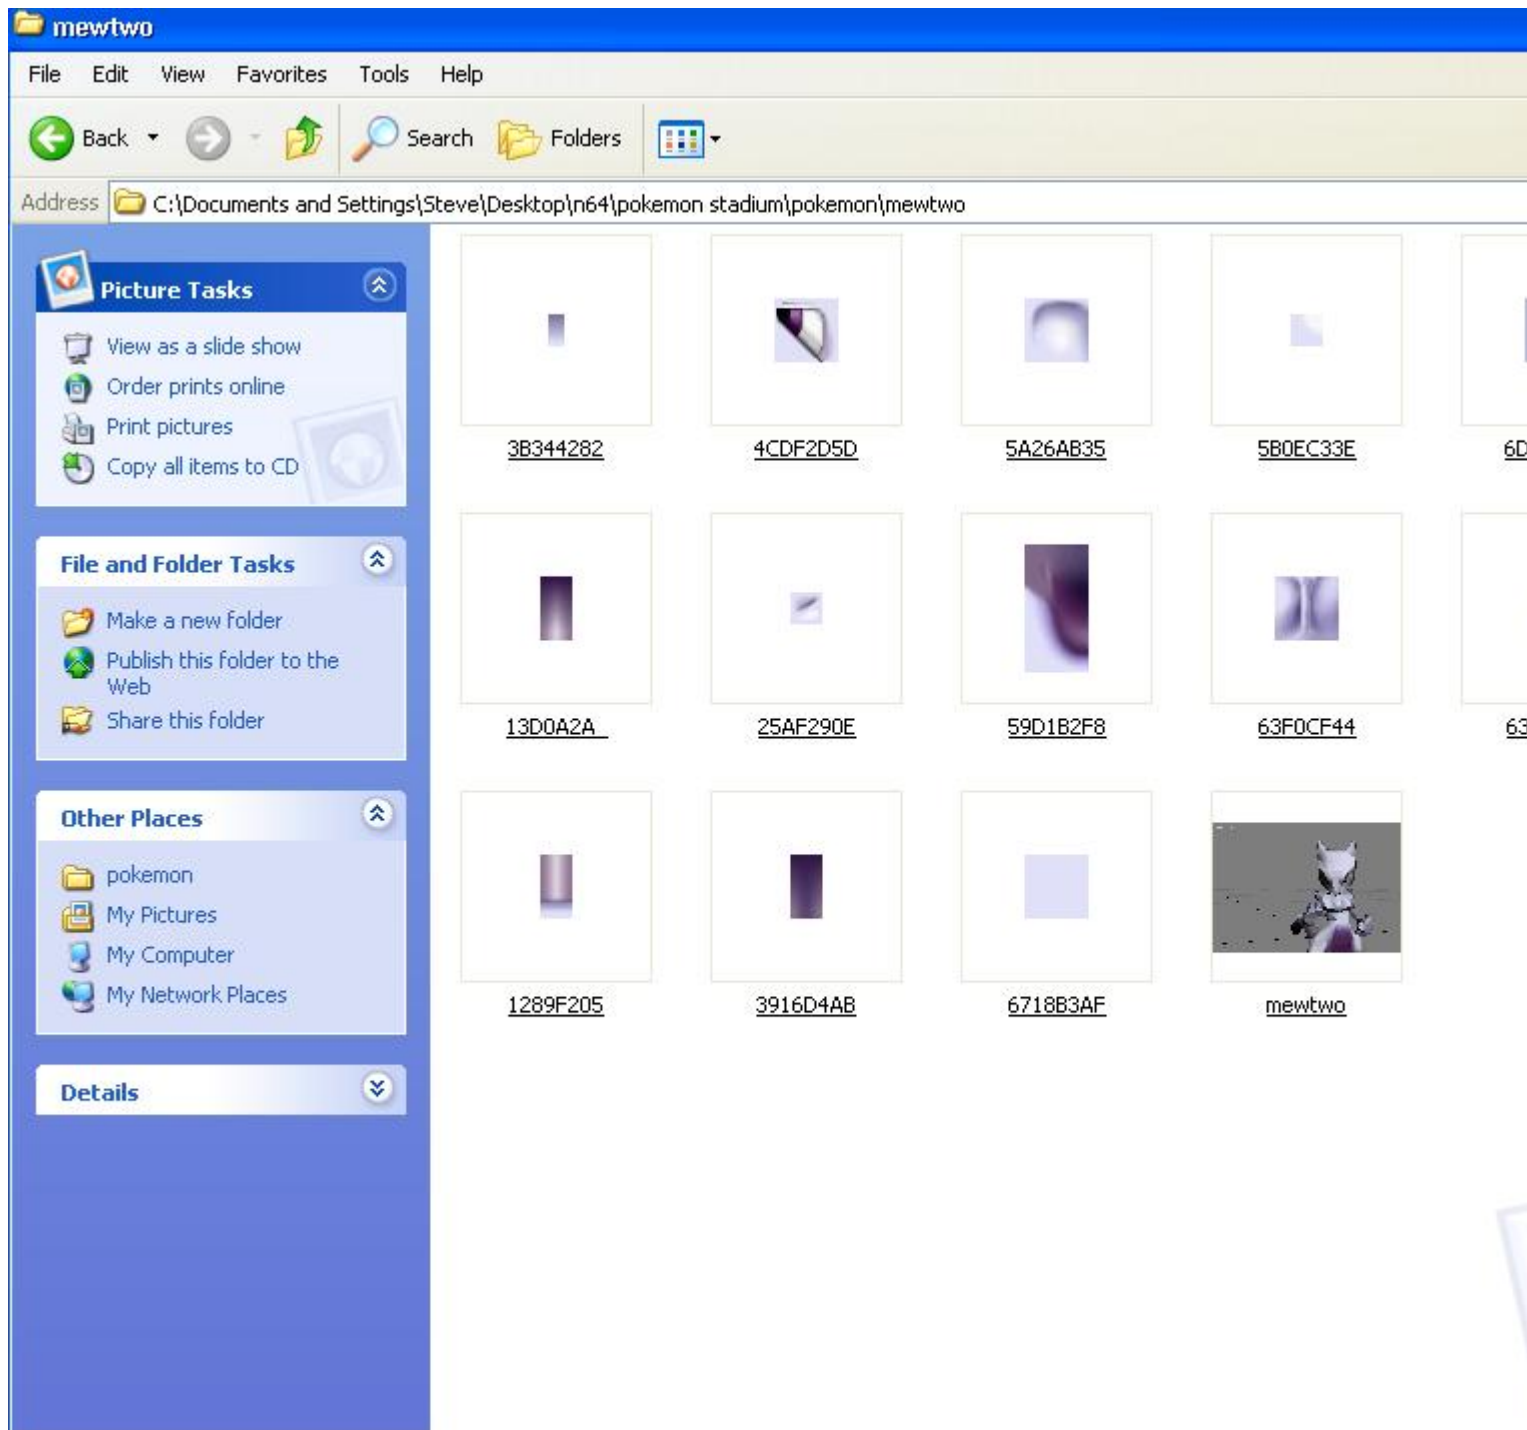 mewtwo
File Edit View Favorites Tools Help
Back Search Folders
Address C:\Documents and Settings\Steve\Desktop\n64\pokemon stadium\pokemon\mewtwo
Picture Tasks
View as a slide show
Order prints online
Print pictures
Copy all items to CD
File and Folder Tasks
Make a new folder
Publish this folder to the
Web
Share this folder
Other Places
pokemon
My Pictures
My Computer
My Network Places
Details
3B344282 4CDF2D5D 5A26AB35 5B0EC33E 6D
13D0A2A_ 25AF290E 59D1B2F8 63F0CF44 63
1289F205 3916D4AB 6718B3AF mewtwo